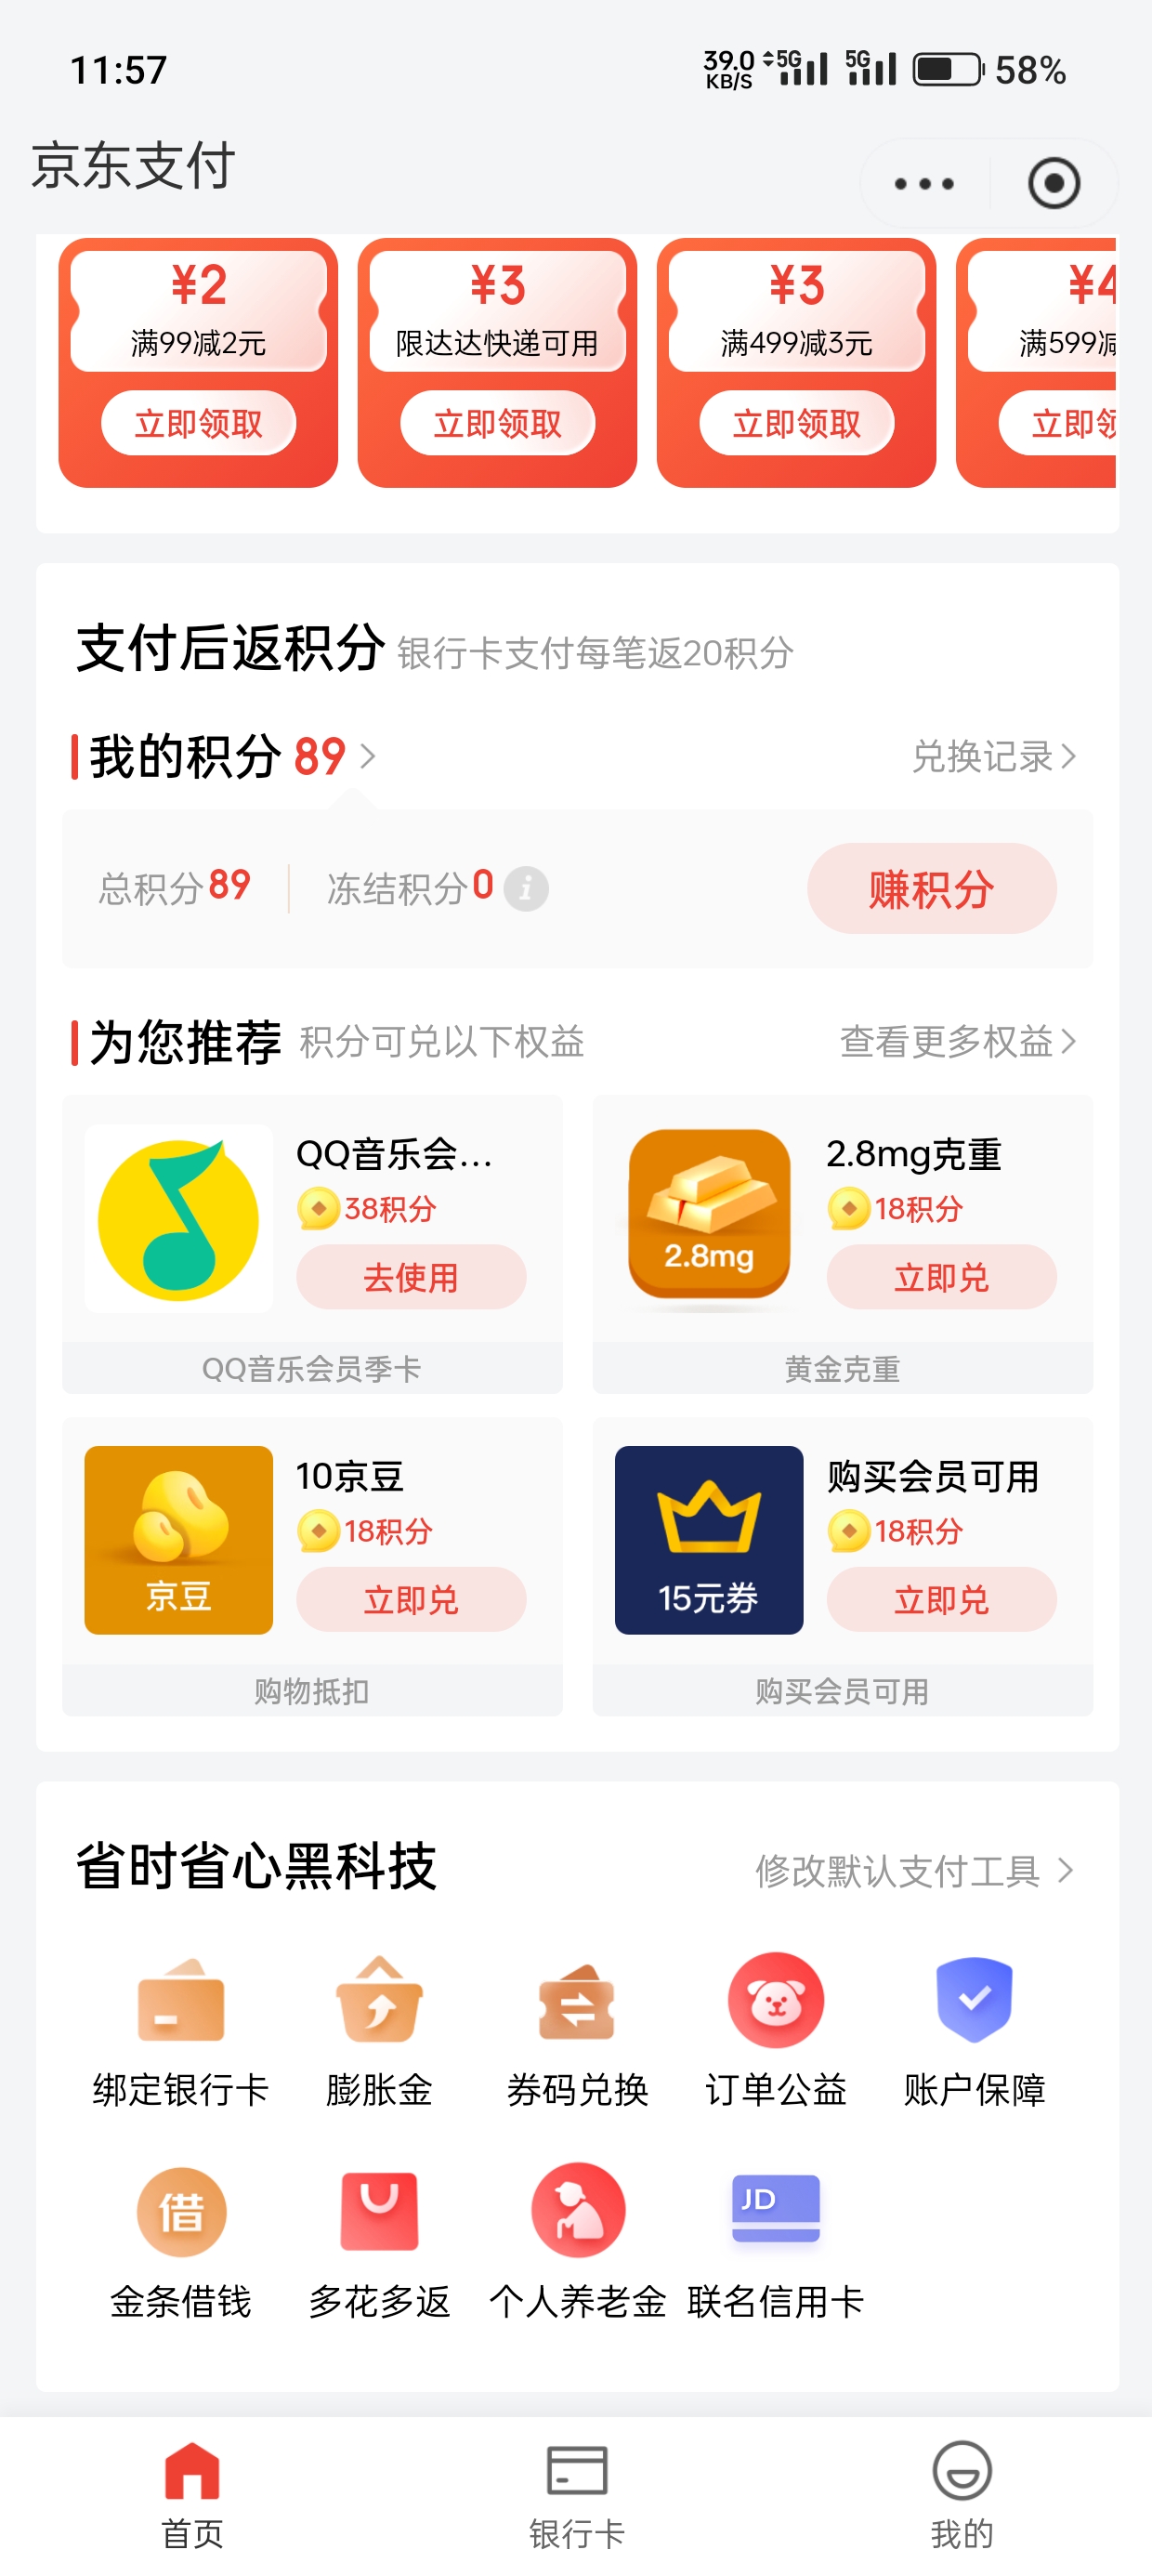 11:57
39.0 KB/S 5G 5G 58%
京东支付
¥2 ¥3 ¥3 ¥4
满99减2元 限达达快递可用 满499减3元 满599减
立即领取 立即领取 立即领取 立即领
支付后返积分 银行卡支付每笔返20积分
我的积分 89 兑换记录
总积分89 冻结积分0 赚积分
为您推荐 积分可兑以下权益 查看更多权益
QQ音乐会...
38积分
去使用
QQ音乐会员季卡
2.8mg
2.8mg克重
18积分
立即兑
黄金克重
京豆
10京豆
18积分
立即兑
购物抵扣
15元券
购买会员可用
18积分
立即兑
购买会员可用
省时省心黑科技 修改默认支付工具
绑定银行卡 膨胀金 券码兑换 订单公益 账户保障
借 JD
金条借钱 多花多返 个人养老金 联名信用卡
首页 银行卡 我的